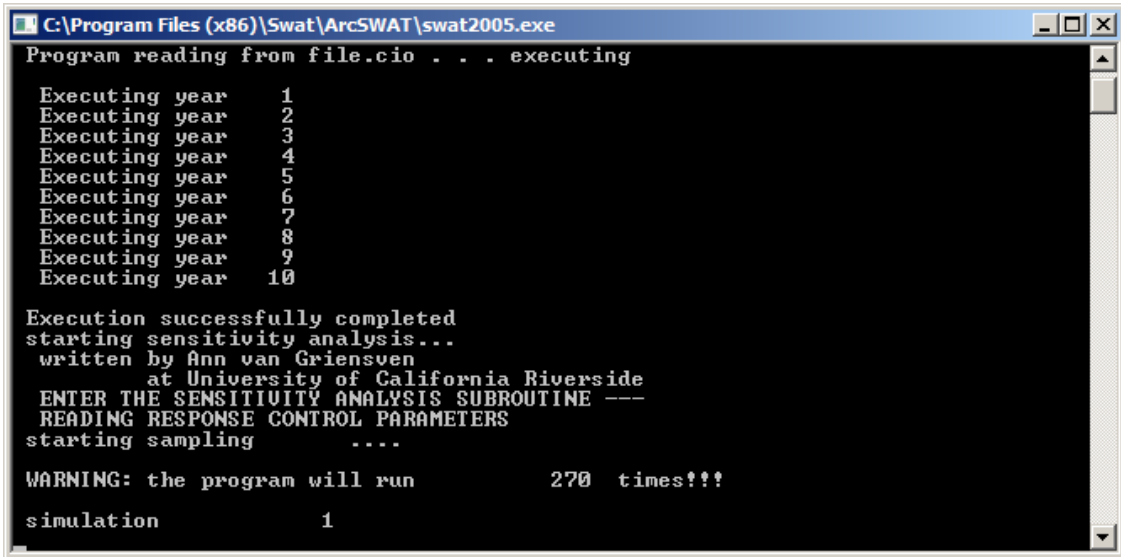 C:\Program Files (x86)\Swat\ArcSWAT\swat2005.exe
Program reading from file.cio . . . executing
Executing year 1
Executing year 2
Executing year 3
Executing year 4
Executing year 5
Executing year 6
Executing year 7
Executing year 8
Executing year 9
Executing year 10
Execution successfully completed
starting sensitivity analysis...
written by Ann van Griensven
at University of California Riverside
ENTER THE SENSITIVITY ANALYSIS SUBROUTINE ---
READING RESPONSE CONTROL PARAMETERS
starting sampling ....
WARNING: the program will run 270 times!!!
simulation 1